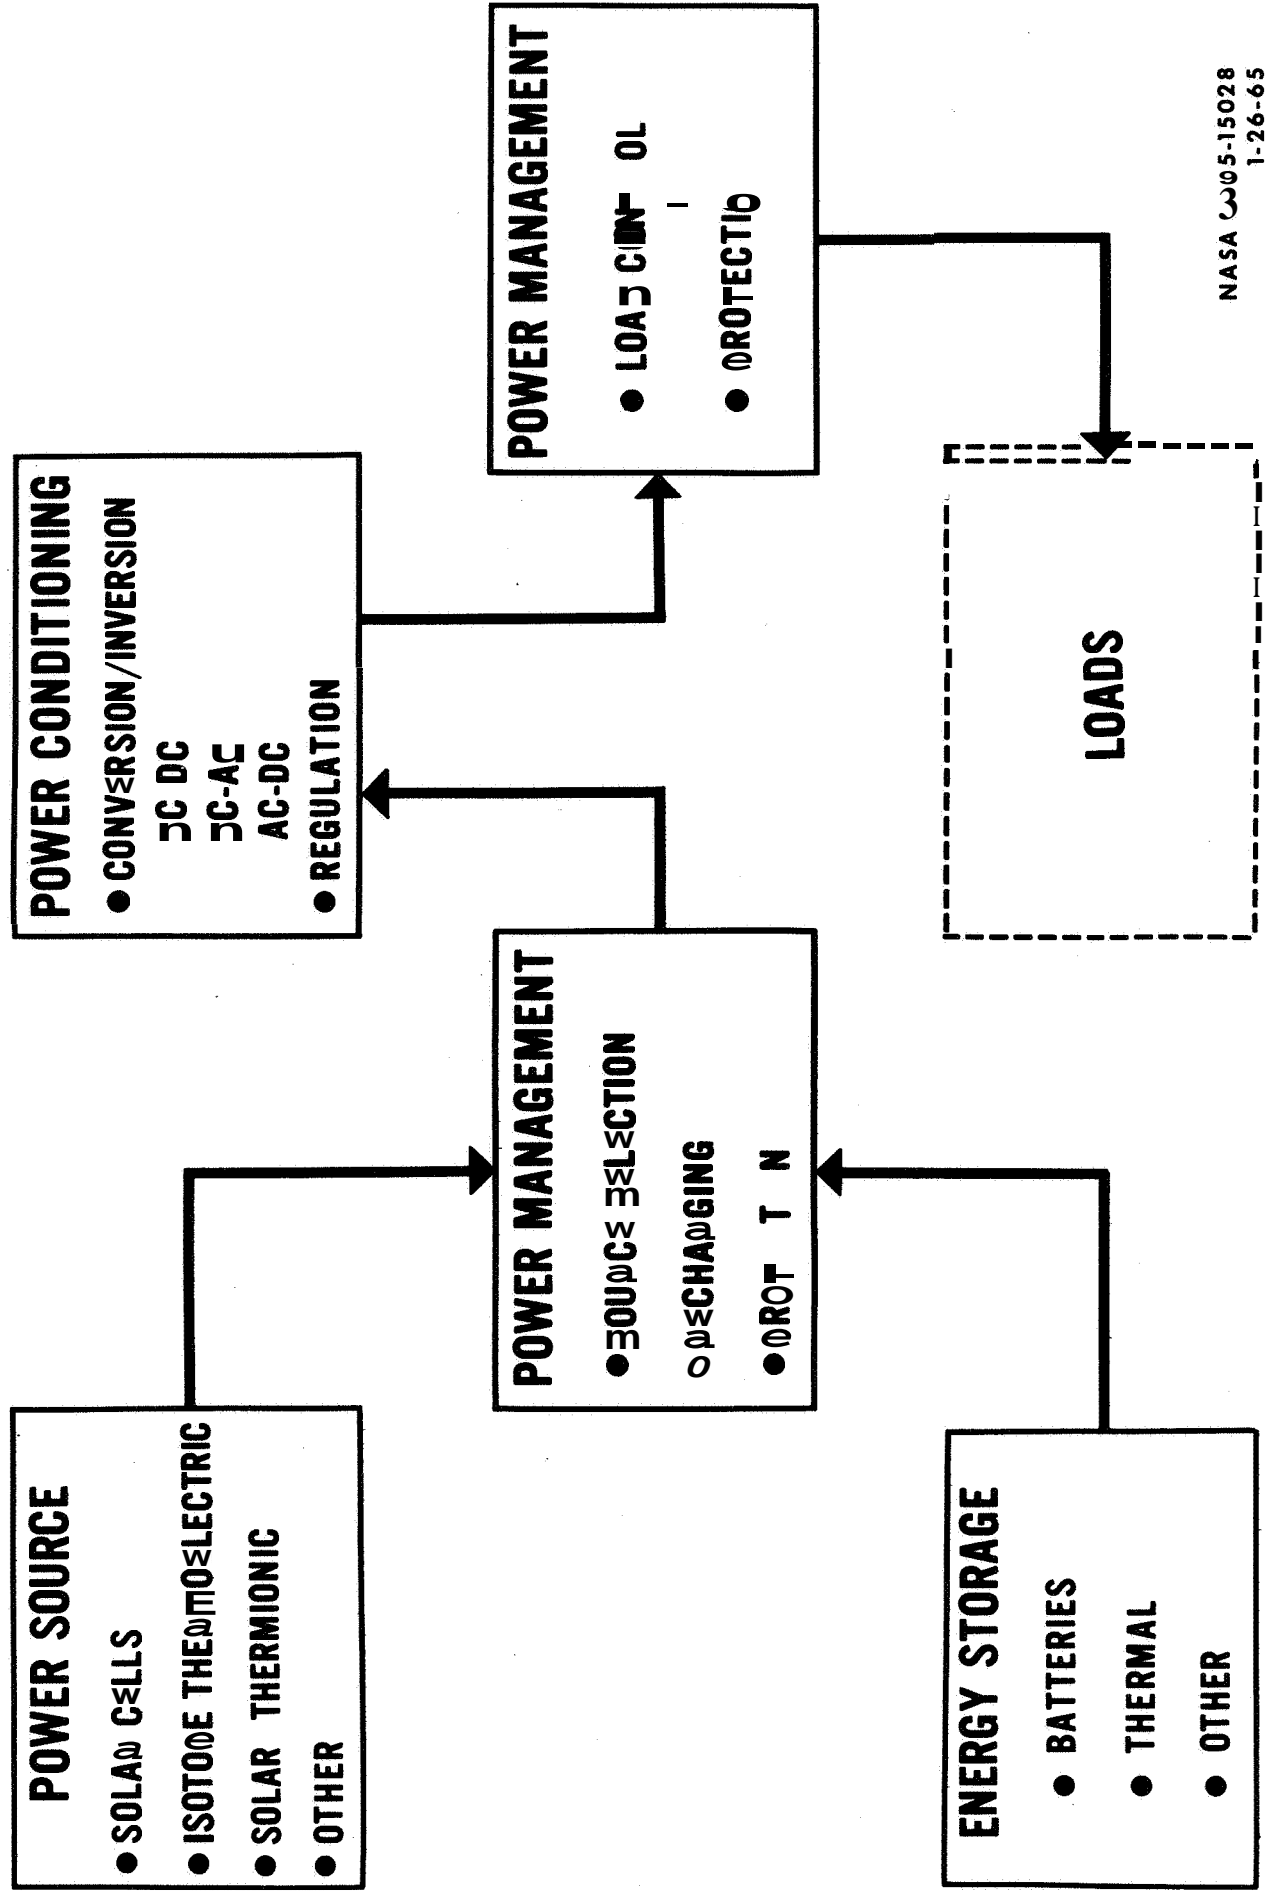 POWER SOURCE
● SOLAR CELLS
● ISOTOPE THERMOELECTRIC
● SOLAR THERMIONIC
● OTHER
POWER CONDITIONING
● CONVERSION/INVERSION
DC DC
DC-AC
AC-DC
● REGULATION
POWER MANAGEMENT
● SOURCE SELECTION
RECHARGING
●
POWER MANAGEMENT
● LOAD
●
ENERGY STORAGE
● BATTERIES
● THERMAL
● OTHER
LOADS
NASA
1-26-65